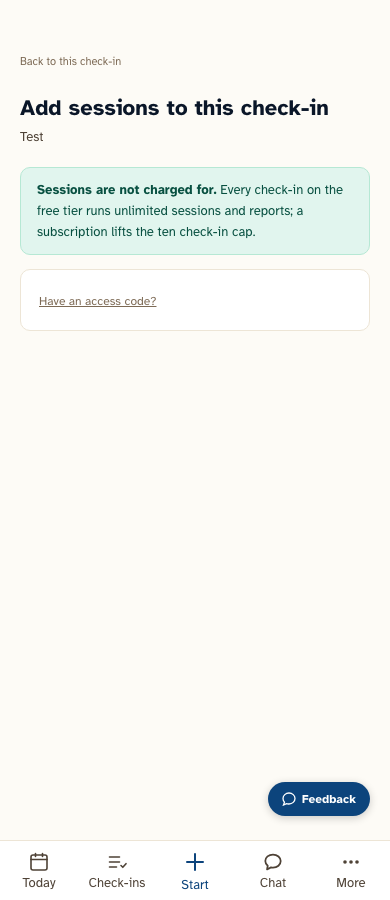 Back to this check-in
Add sessions to this check-in
Test
Sessions are not charged for. Every check-in on the
free tier runs unlimited sessions and reports; a
subscription lifts the ten check-in cap.
Have an access code?
Feedback
Today
Check-ins
Start
Chat
More